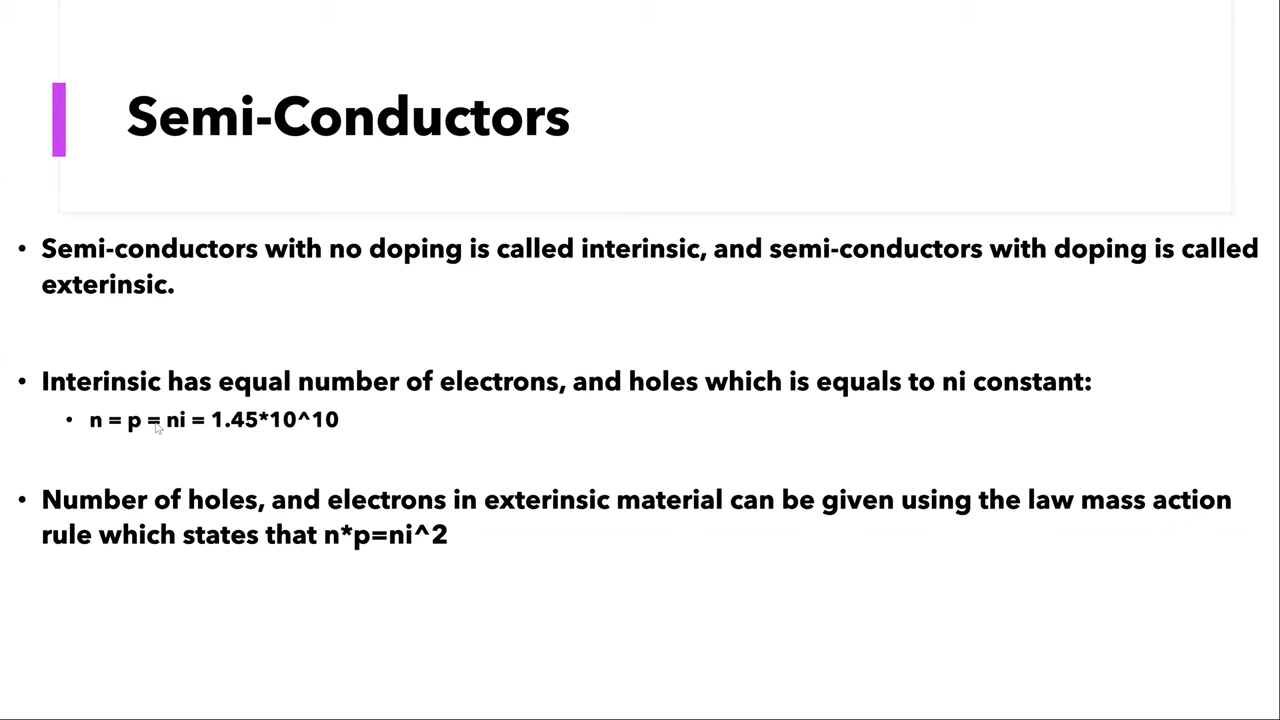 Semi-Conductors
• Semi-conductors with no doping is called interinsic, and semi-conductors with doping is called
exterinsic.
• Interinsic has equal number of electrons, and holes which is equals to ni constant:
• n = p = ni = 1.45*10^10
• Number of holes, and electrons in exterinsic material can be given using the law mass action
rule which states that n*p=ni^2